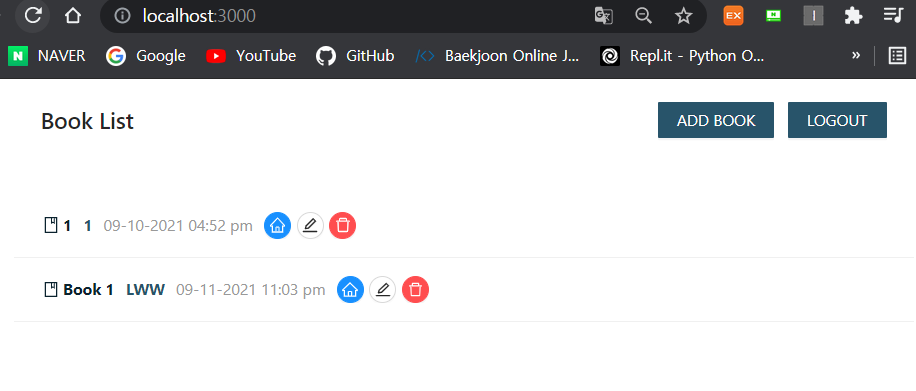 localhost:3000
EX
N
N NAVER Google YouTube GitHub Baekjoon Online J... Repl.it - Python O... »
Book List ADD BOOK LOGOUT
1 1 09-10-2021 04:52 pm
Book 1 LWW 09-11-2021 11:03 pm